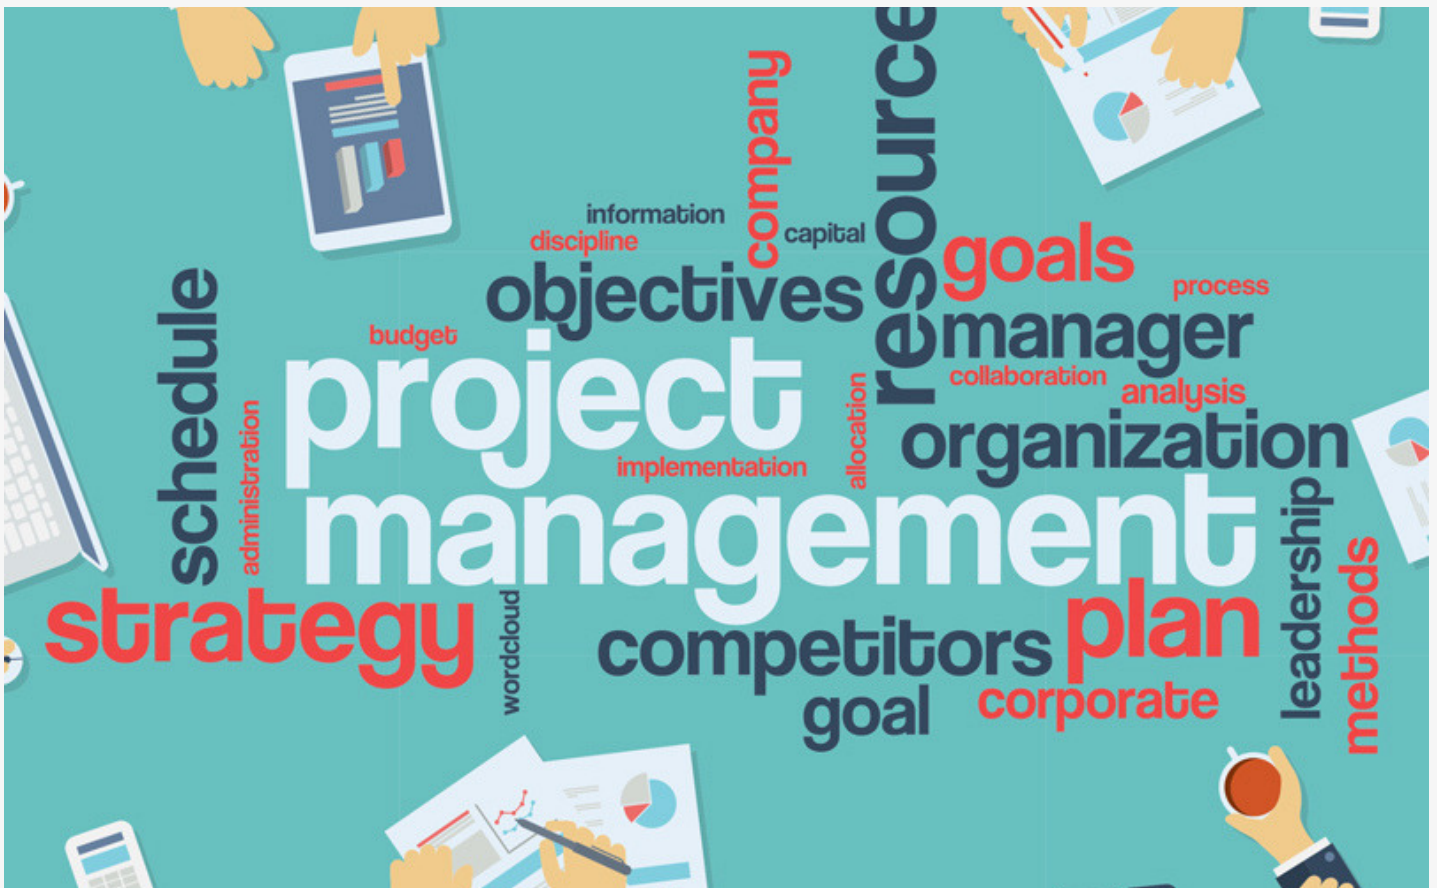 resource
company
information
capital
discipline
goals
objectives
process
schedule
budget
manager
project
collaboration
analysis
allocation
administration
organization
implementation
management
leadership
methods
strategy
wordcloud
plan
competitors
goal
corporate